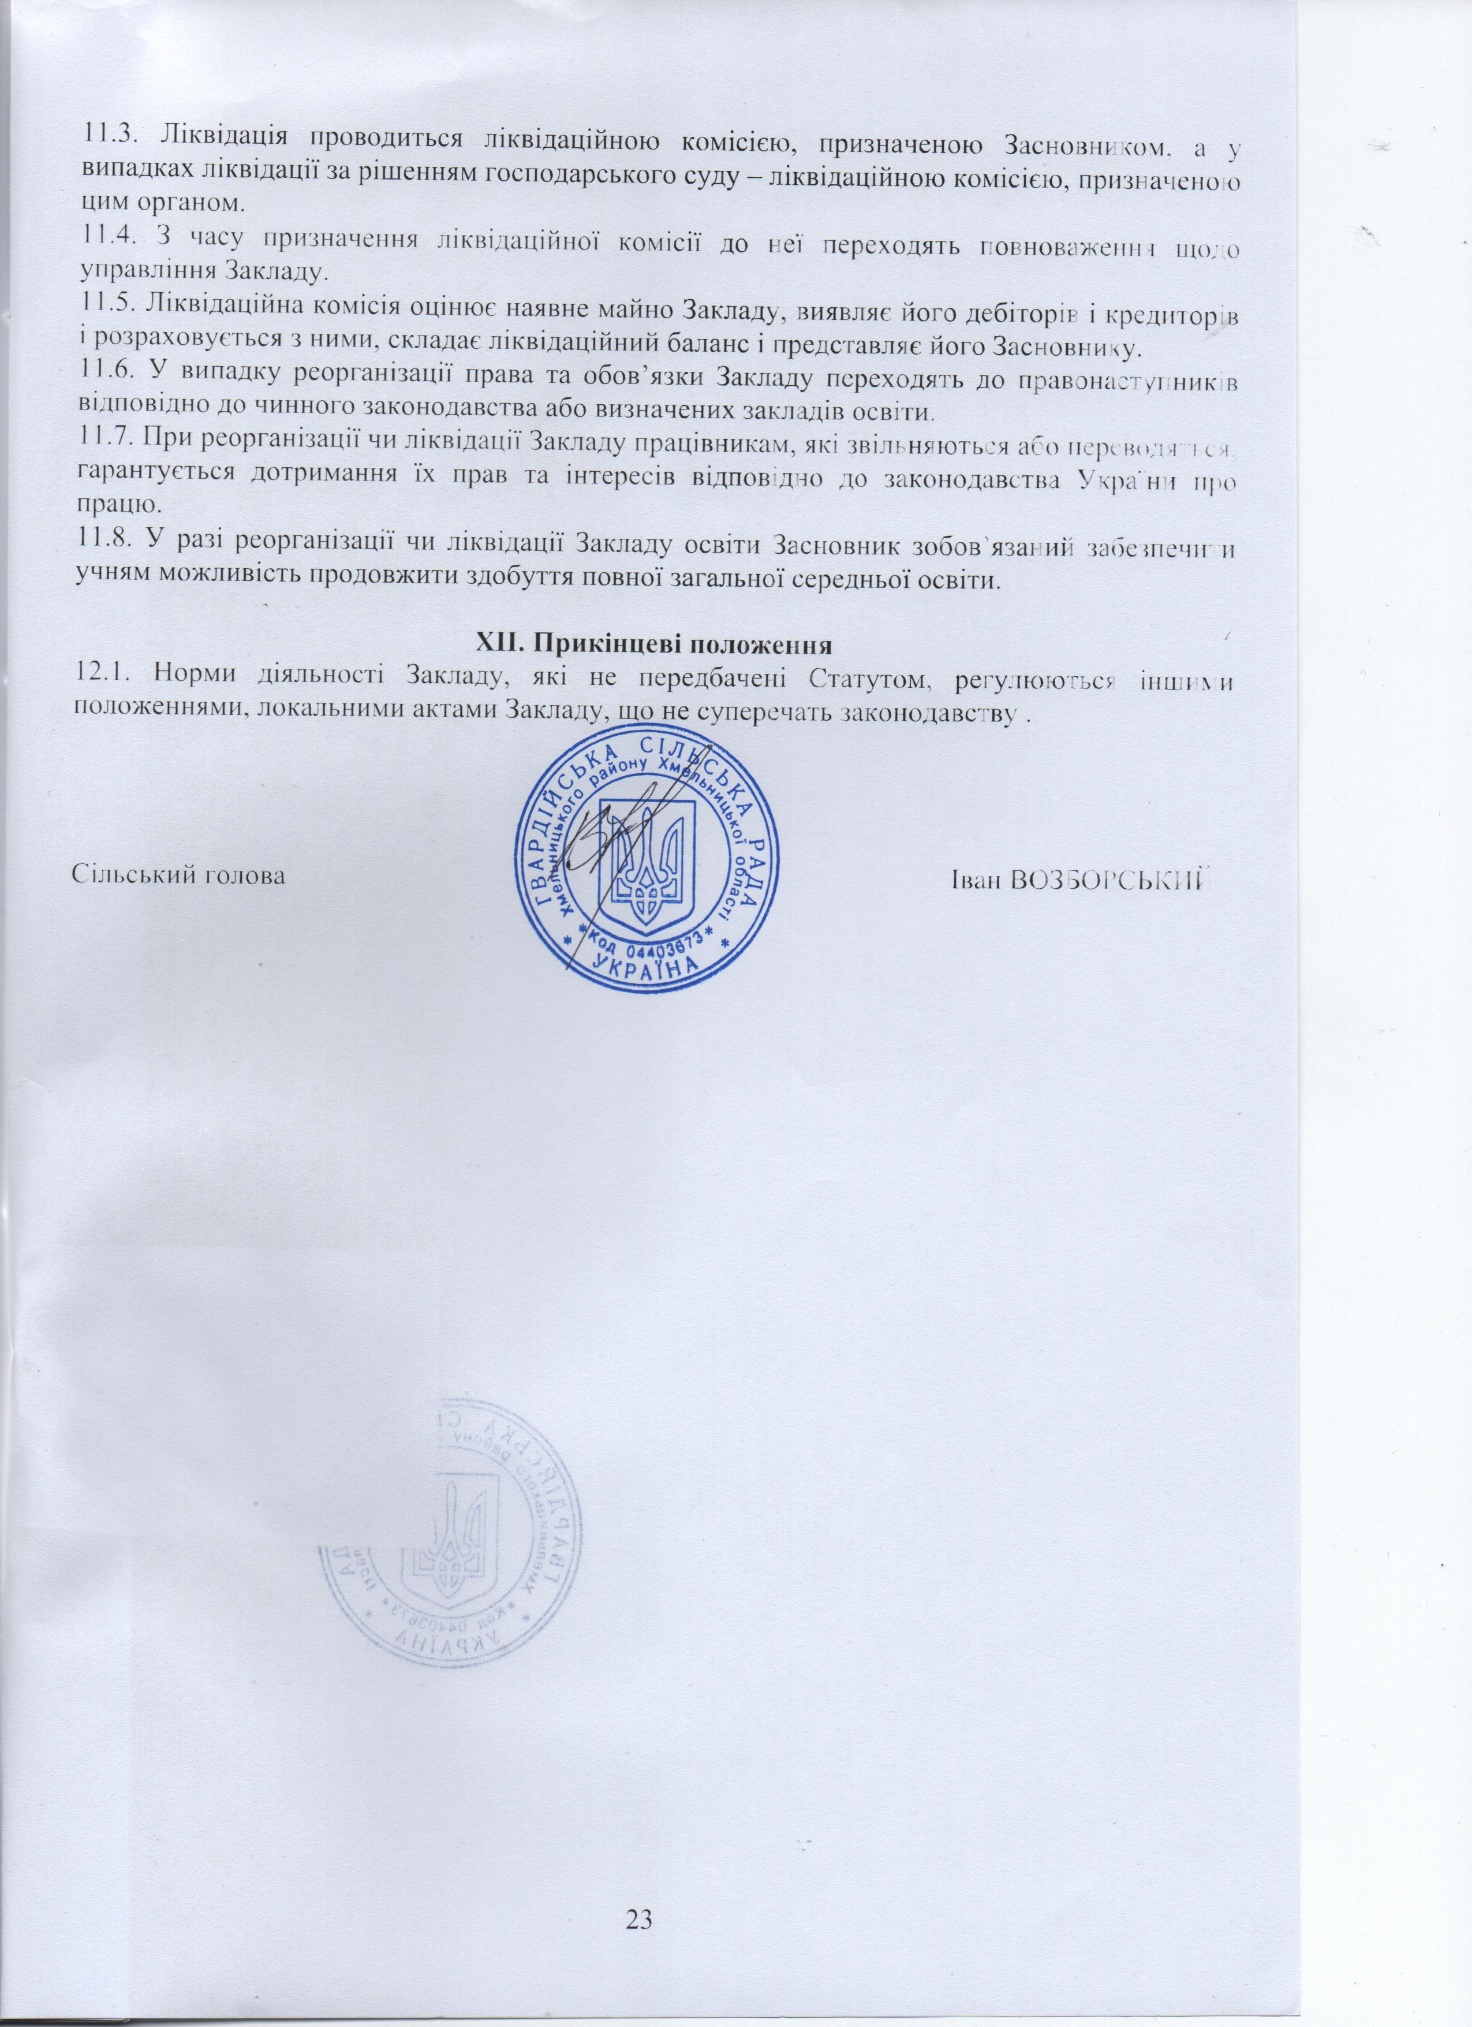 11.3. Ліквідація проводиться ліквідаційною комісією, призначеною Засновником, а у
випадках ліквідації за рішенням господарського суду – ліквідаційною комісією, призначеною
цим органом.
11.4. З часу призначення ліквідаційної комісії до неї переходять повноваження щодо
управління Закладу.
11.5. Ліквідаційна комісія оцінює наявне майно Закладу, виявляє його дебіторів і кредиторів
і розраховується з ними, складає ліквідаційний баланс і представляє його Засновнику.
11.6. У випадку реорганізації права та обов’язки Закладу переходять до правонаступників
відповідно до чинного законодавства або визначених закладів освіти.
11.7. При реорганізації чи ліквідації Закладу працівникам, які звільняються або переводяться,
гарантується дотримання їх прав та інтересів відповідно до законодавства України про
працю.
11.8. У разі реорганізації чи ліквідації Закладу освіти Засновник зобов’язаний забезпечити
учням можливість продовжити здобуття повної загальної середньої освіти.
ХІІ. Прикінцеві положення
12.1. Норми діяльності Закладу, які не передбачені Статутом, регулюються іншими
положеннями, локальними актами Закладу, що не суперечать законодавству .
ГВАРДІЙСЬКА СІЛЬСЬКА РАДА
Хмельницького району Хмельницької області
*Код 04403673*
* УКРАЇНА *
Сільський голова
Іван ВОЗБОРСЬКИЙ
23